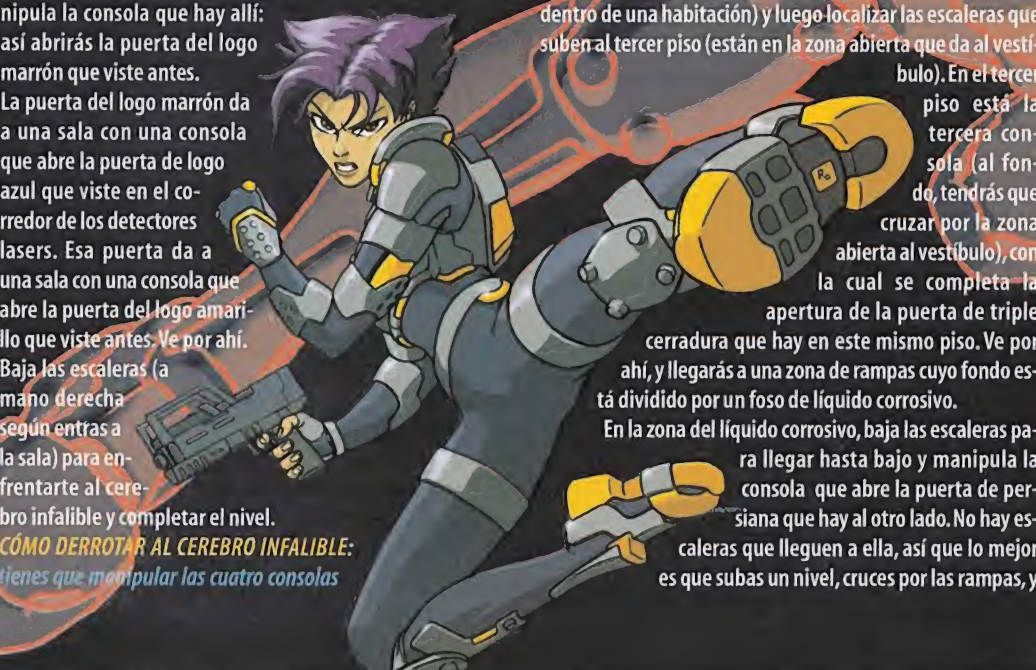 nipula la consola que hay allí:
así abrirás la puerta del logo
marrón que viste antes.
La puerta del logo marrón da
a una sala con una consola
que abre la puerta de logo
azul que viste en el co-
rredor de los detectores
lasers. Esa puerta da a
una sala con una consola que
abre la puerta del logo amari-
llo que viste antes. Ve por ahí.
Baja las escaleras (a
mano derecha
según entras a
la sala) para en-
frentarte al cere-
bro infalible y completar el nivel.
CÓMO DERROTAR AL CEREBRO INFALIBLE:
tienes que manipular las cuatro consolas
dentro de una habitación) y luego localizar las escaleras que
suben al tercer piso (están en la zona abierta que da al vestí-
bulo). En el tercer
piso está la
tercera con-
sola (al fon-
do, tendrás que
cruzar por la zona
abierta al vestíbulo), con
la cual se completa la
apertura de la puerta de triple
cerradura que hay en este mismo piso. Ve por
ahí, y llegarás a una zona de rampas cuyo fondo es-
tá dividido por un foso de líquido corrosivo.
En la zona del líquido corrosivo, baja las escaleras pa-
ra llegar hasta bajo y manipula la
consola que abre la puerta de per-
siana que hay al otro lado. No hay es-
caleras que lleguen a ella, así que lo mejor
es que subas un nivel, cruces por las rampas, y